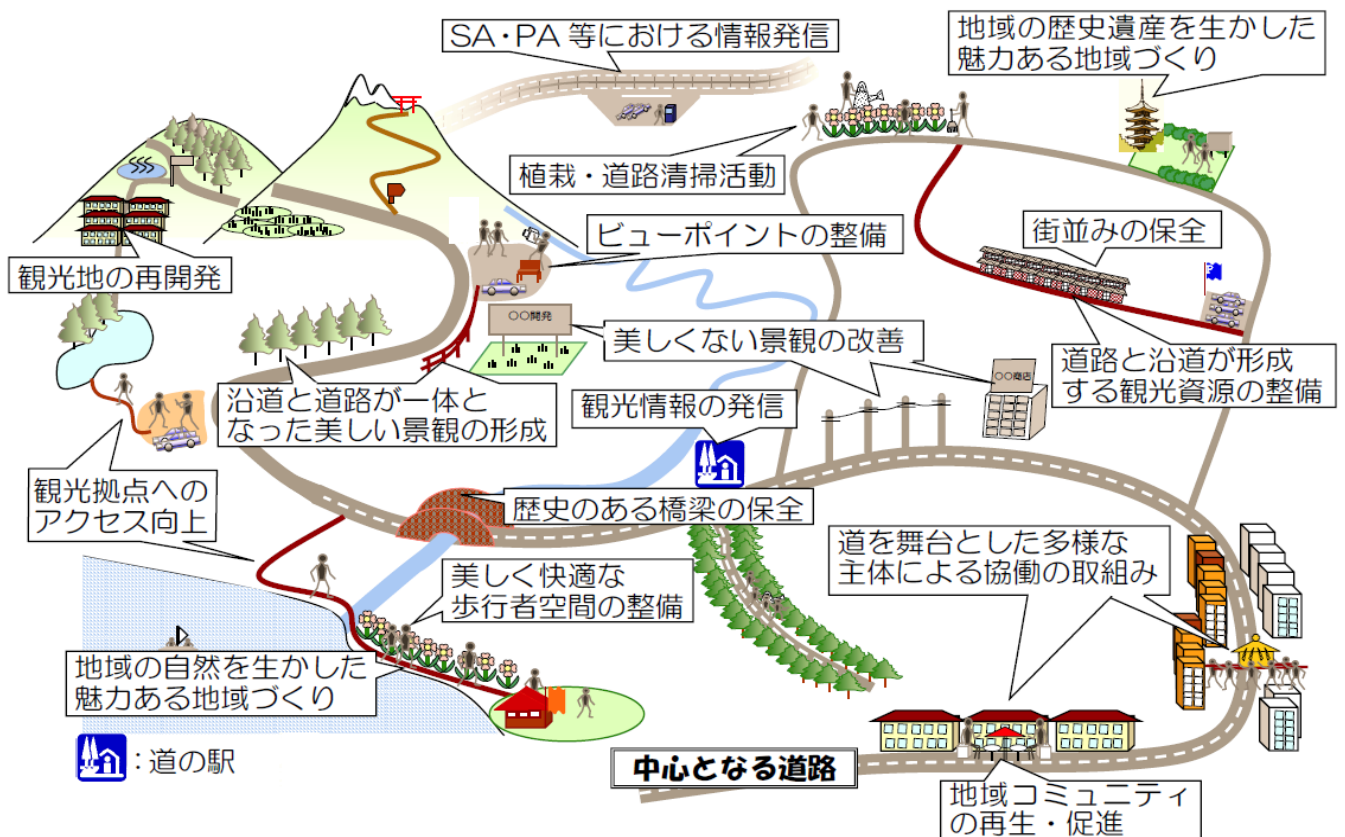 SA・PA 等における情報発信
地域の歴史遺産を生かした
魅力ある地域づくり
植栽・道路清掃活動
ビューポイントの整備
街並みの保全
観光地の再開発
〇〇開発
美しくない景観の改善
〇〇商店
道路と沿道が形成
する観光資源の整備
沿道と道路が一体と
なった美しい景観の形成
観光情報の発信
観光拠点への
アクセス向上
歴史のある橋梁の保全
道を舞台とした多様な
主体による協働の取組み
美しく快適な
歩行者空間の整備
地域の自然を生かした
魅力ある地域づくり
：道の駅
中心となる道路
地域コミュニティ
の再生・促進